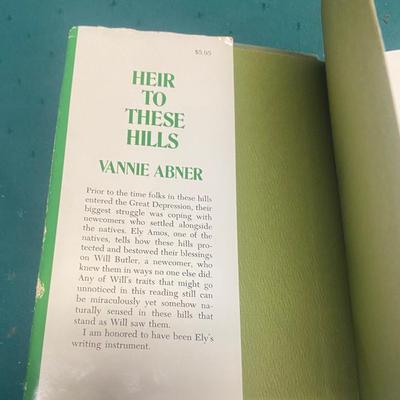 $5.95
HEIR
TO
THESE
HILLS
VANNIE ABNER
Prior to the time folks in these hills
entered the Great Depression, their
biggest struggle was coping with
newcomers who settled alongside
the natives. Ely Amos, one of the
natives, tells how these hills pro-
tected and bestowed their blessings
on Will Butler, a newcomer, who
knew them in ways no one else did.
Any of Will's traits that might go
unnoticed in this reading still can
be miraculously yet somehow na-
turally sensed in these hills that
stand as Will saw them.
I am honored to have been Ely's
writing instrument.